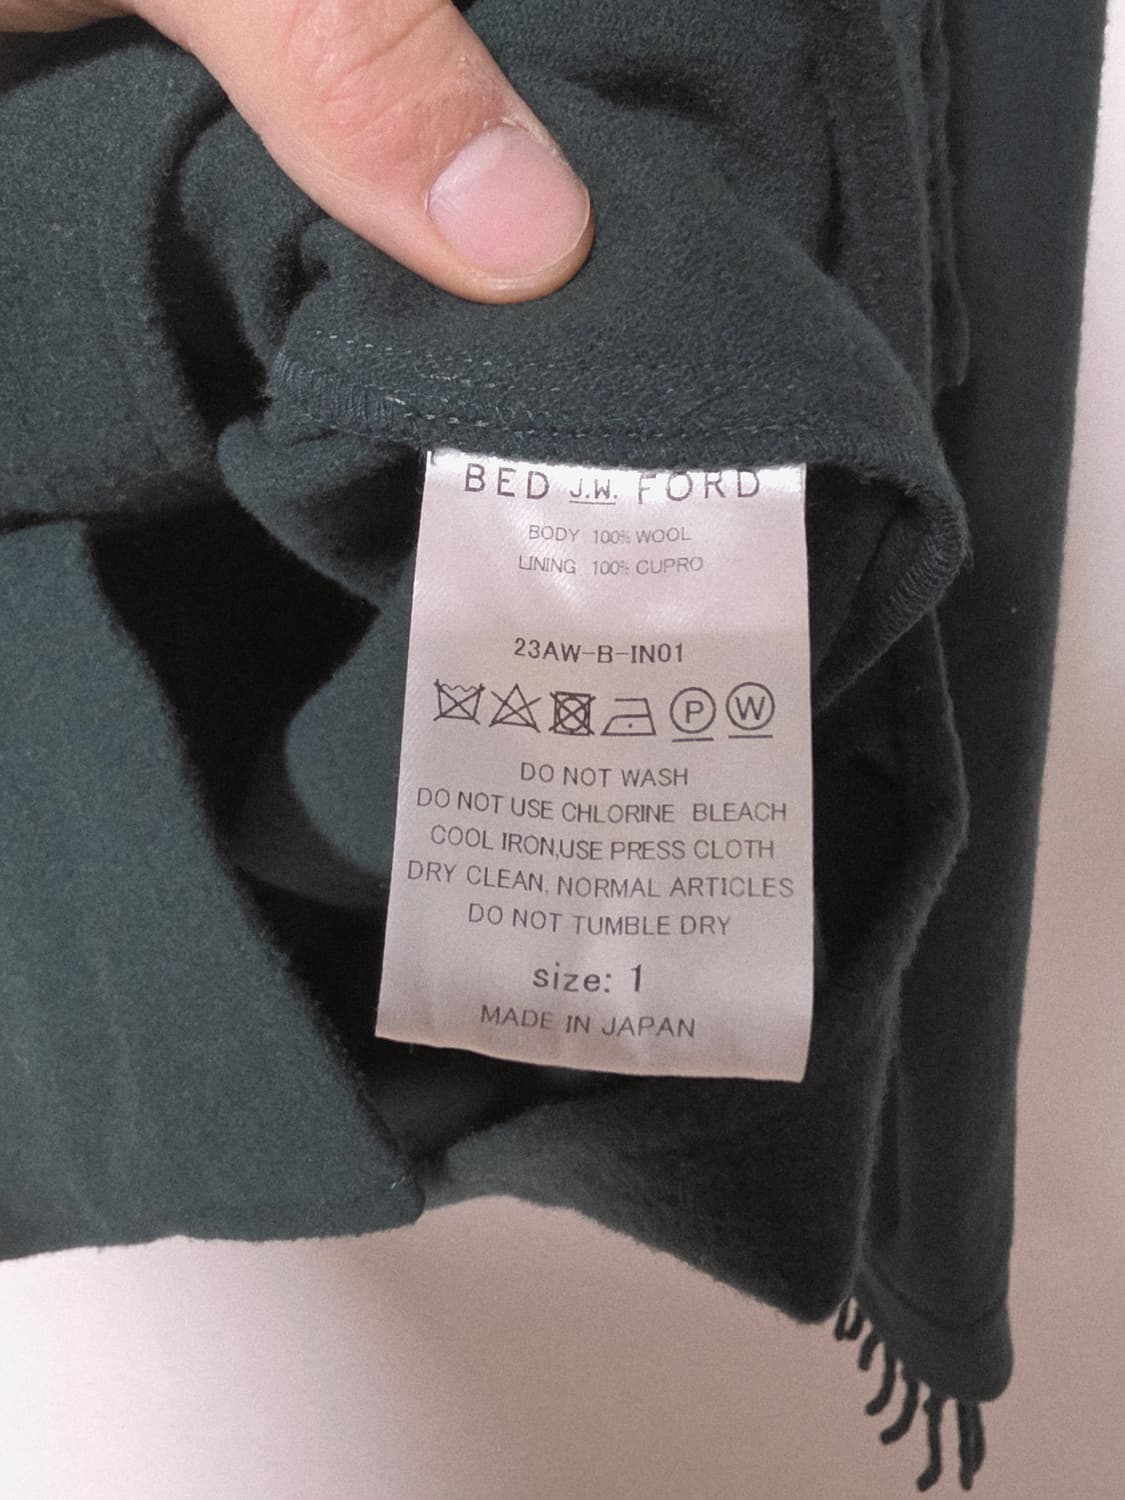 BED J.W. FORD
BODY 100% WOOL
LINING 100% CUPRO
23AW-B-IN01
P W
DO NOT WASH
DO NOT USE CHLORINE BLEACH
COOL IRON,USE PRESS CLOTH
DRY CLEAN, NORMAL ARTICLES
DO NOT TUMBLE DRY
size: 1
MADE IN JAPAN